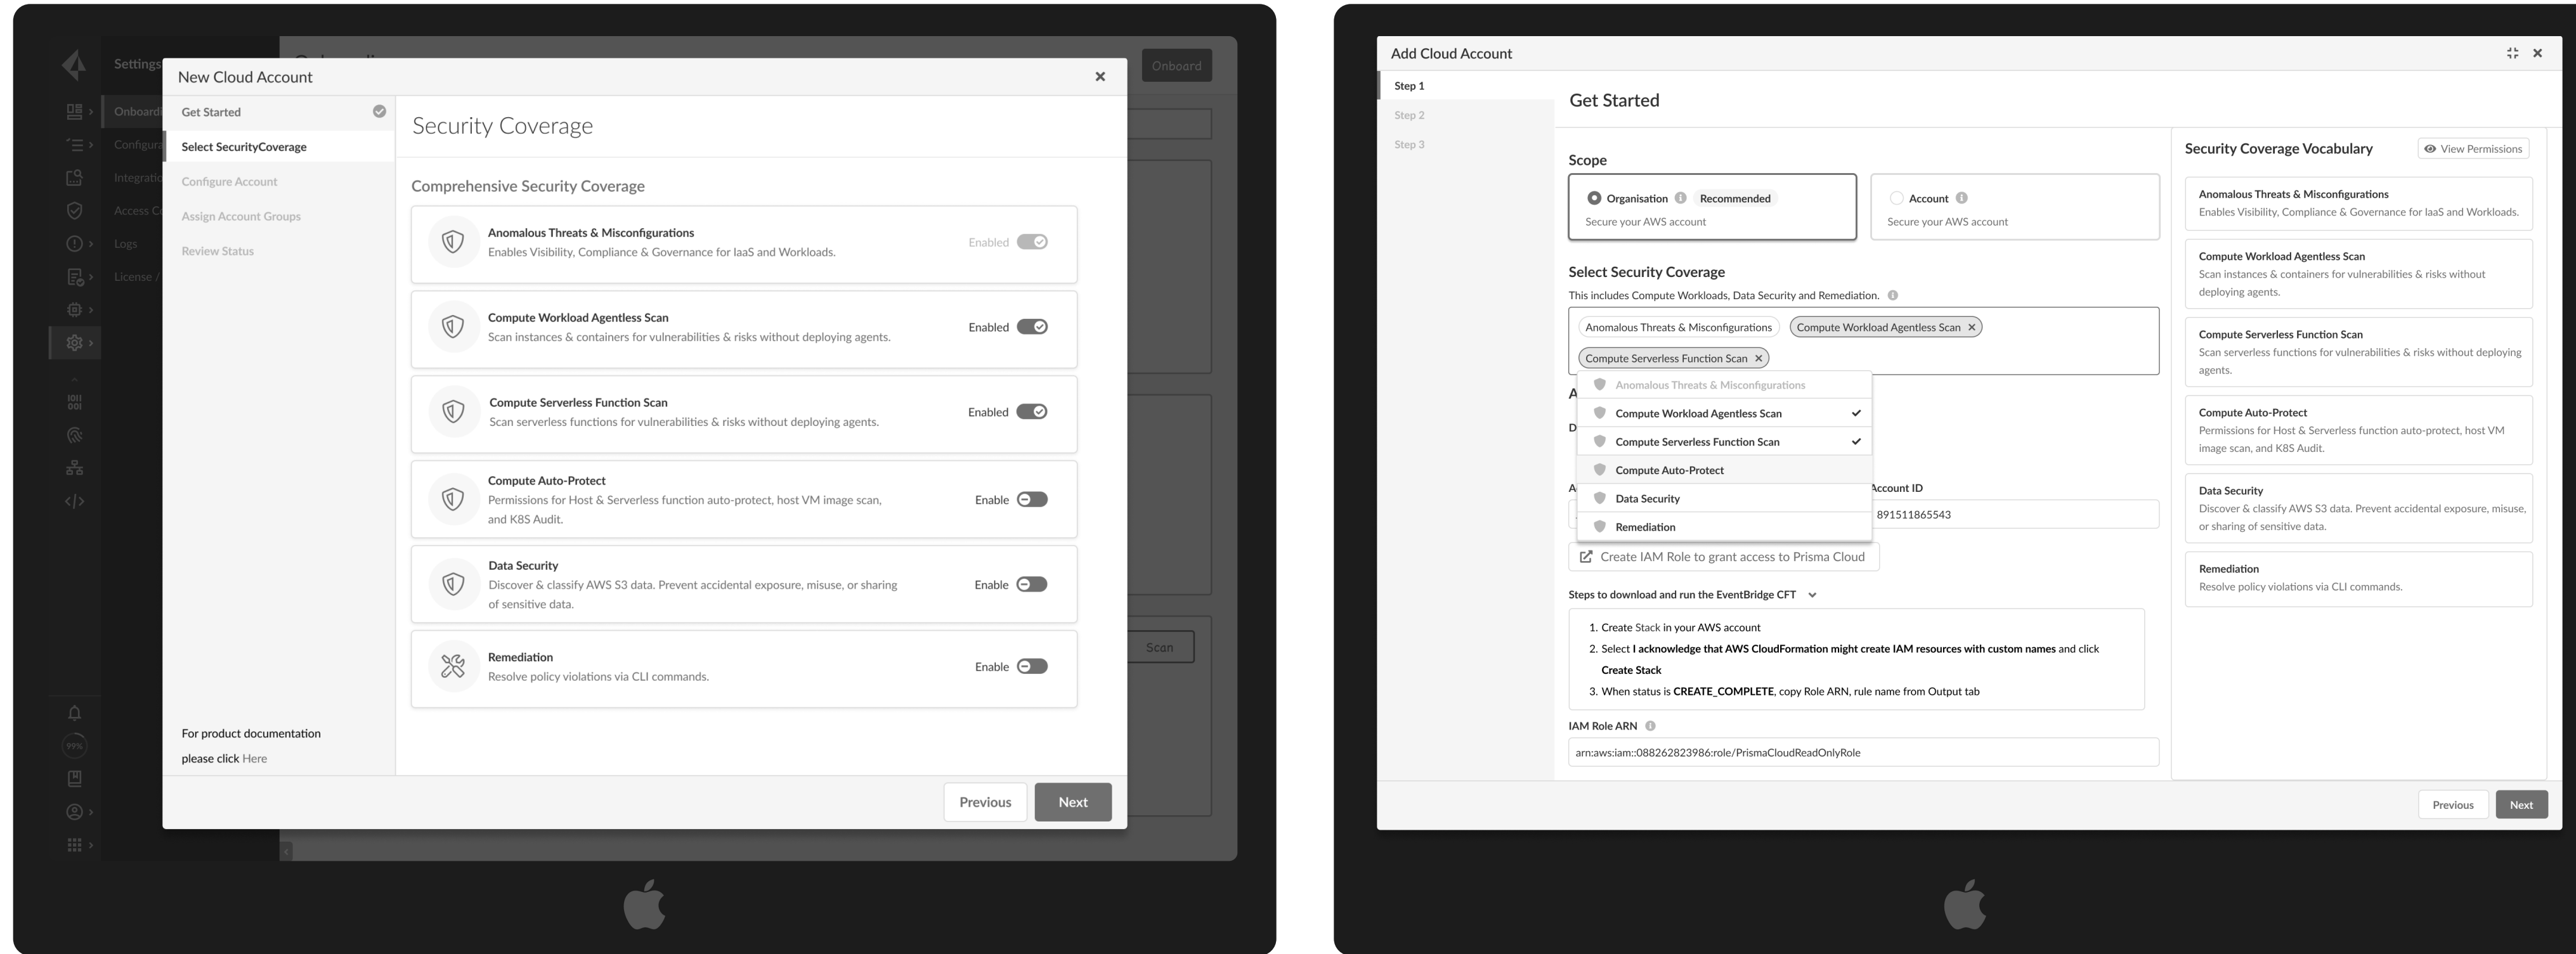 Settings
Onboard
New Cloud Account
Get Started
Select SecurityCoverage
Configure Account
Assign Account Groups
Review Status
Logs
License /
99%
Scan
For product documentation
please click Here
Security Coverage
Comprehensive Security Coverage
Anomalous Threats & Misconfigurations
Enables Visibility, Compliance & Governance for IaaS and Workloads.
Enabled
Compute Workload Agentless Scan
Scan instances & containers for vulnerabilities & risks without deploying agents.
Enabled
Compute Serverless Function Scan
Scan serverless functions for vulnerabilities & risks without deploying agents.
Enabled
Compute Auto-Protect
Permissions for Host & Serverless function auto-protect, host VM image scan,
and K8S Audit.
Enable
Data Security
Discover & classify AWS S3 data. Prevent accidental exposure, misuse, or sharing
of sensitive data.
Enable
Remediation
Resolve policy violations via CLI commands.
Enable
Previous
Next
Add Cloud Account
Step 1
Step 2
Step 3
Get Started
Scope
Organisation
Recommended
Secure your AWS account
Account
Secure your AWS account
Select Security Coverage
This includes Compute Workloads, Data Security and Remediation.
Anomalous Threats & Misconfigurations
Compute Workload Agentless Scan
Compute Serverless Function Scan
Anomalous Threats & Misconfigurations
Compute Workload Agentless Scan
Compute Serverless Function Scan
Compute Auto-Protect
Data Security
Remediation
Account ID
891511865543
Create IAM Role to grant access to Prisma Cloud
Steps to download and run the EventBridge CFT
1. Create Stack in your AWS account
2. Select I acknowledge that AWS CloudFormation might create IAM resources with custom names and click
Create Stack
3. When status is CREATE_COMPLETE, copy Role ARN, rule name from Output tab
IAM Role ARN
arn:aws:iam::088262823986:role/PrismaCloudReadOnlyRole
Security Coverage Vocabulary
View Permissions
Anomalous Threats & Misconfigurations
Enables Visibility, Compliance & Governance for IaaS and Workloads.
Compute Workload Agentless Scan
Scan instances & containers for vulnerabilities & risks without
deploying agents.
Compute Serverless Function Scan
Scan serverless functions for vulnerabilities & risks without deploying
agents.
Compute Auto-Protect
Permissions for Host & Serverless function auto-protect, host VM
image scan, and K8S Audit.
Data Security
Discover & classify AWS S3 data. Prevent accidental exposure, misuse,
or sharing of sensitive data.
Remediation
Resolve policy violations via CLI commands.
Previous
Next